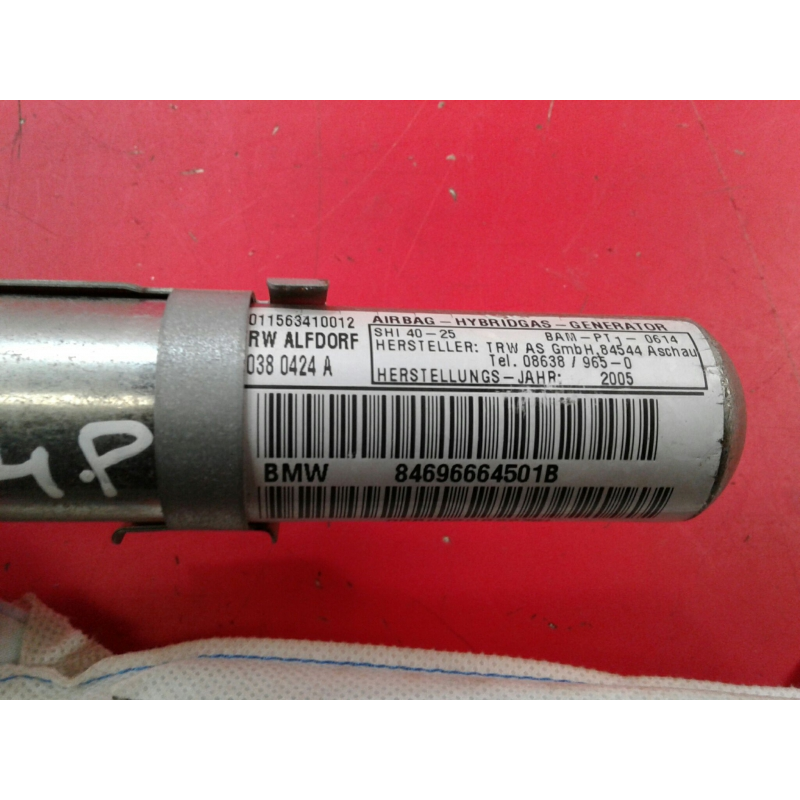 011563410012
RW ALFDORF
038 0424 A
AIRBAG-HYBRIDGAS-GENERATOR
SHI 40-25 BAM-PT1-0614
HERSTELLER: TRW AS GmbH, 84544 Aschau
Tel. 08638 / 965-0
HERSTELLUNGS-JAHR: 2005
BMW 84696664501B
4.P